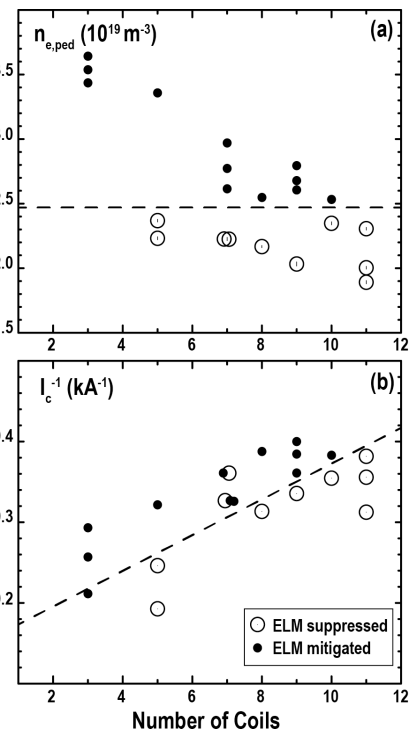 n_e,ped (10^19 m^-3)
(a)
.5
.0
.5
.0
.5
2 4 6 8 10 12
I_c^-1 (kA^-1)
(b)
.4
.3
.2
ELM suppressed
ELM mitigated
2 4 6 8 10 12
Number of Coils